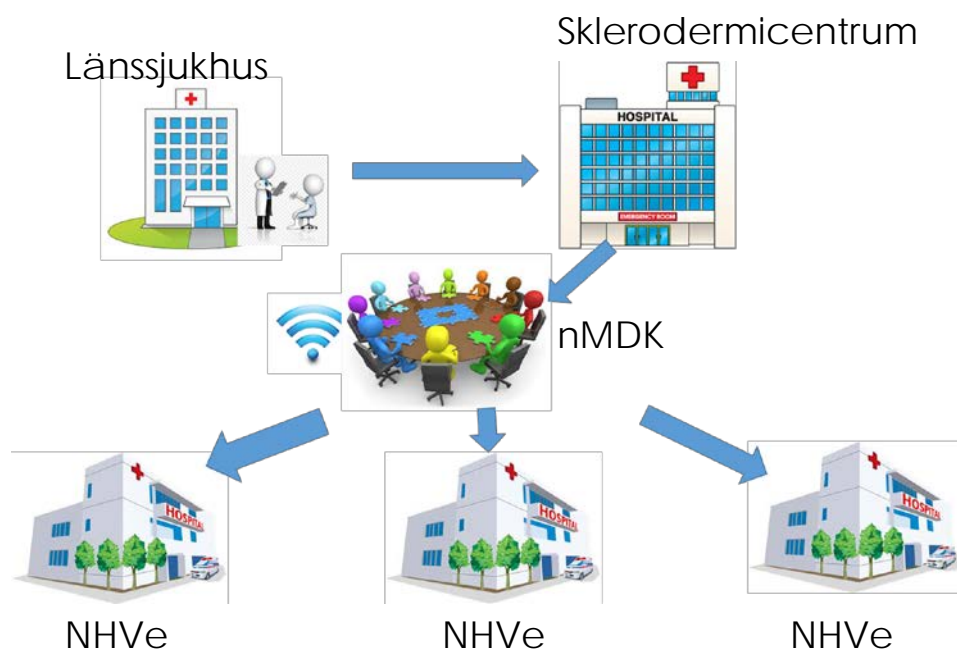 Sklerodermicentrum
Länssjukhus
HOSPITAL
EMERGENCY ROOM
nMDK
HOSPITAL
HOSPITAL
HOSPITAL
NHVe
NHVe
NHVe